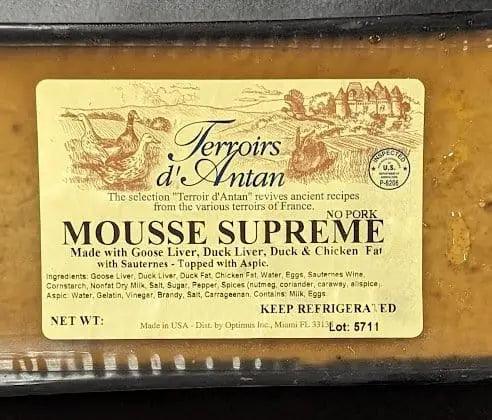 Terroirs
d'Antan
INSPECTED
U.S.
DEPARTMENT OF
AGRICULTURE
P-6206
The selection "Terroir d'Antan" revives ancient recipes
from the various terroirs of France.
NO PORK
MOUSSE SUPREME
Made with Goose Liver, Duck Liver, Duck & Chicken Fat
with Sauternes - Topped with Aspic.
Ingredients: Goose Liver, Duck Liver, Duck Fat, Chicken Fat, Water, Eggs, Sauternes Wine,
Cornstarch, Nonfat Dry Milk, Salt, Sugar, Pepper, Spices (nutmeg, coriander, caraway, allspice),
Aspic: Water, Gelatin, Vinegar, Brandy, Salt, Carrageenan. Contains: Milk, Eggs.
KEEP REFRIGERATED
NET WT:
Made in USA - Dist. by Optimus Inc., Miami FL
Lot: 5711